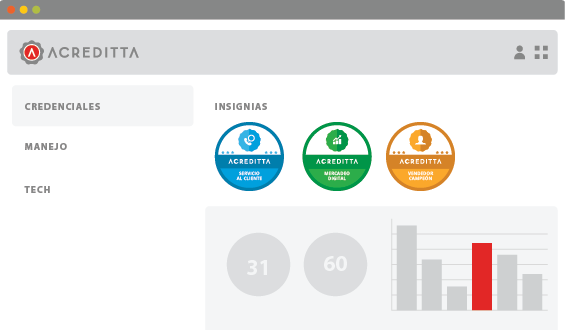 ACREDITTA
CREDENCIALES
MANEJO
TECH
INSIGNIAS
ACREDITTA
SERVICIO
AL CLIENTE
ACREDITTA
MERCADEO
DIGITAL
ACREDITTA
VENDEDOR
CAMPEÓN
31
60